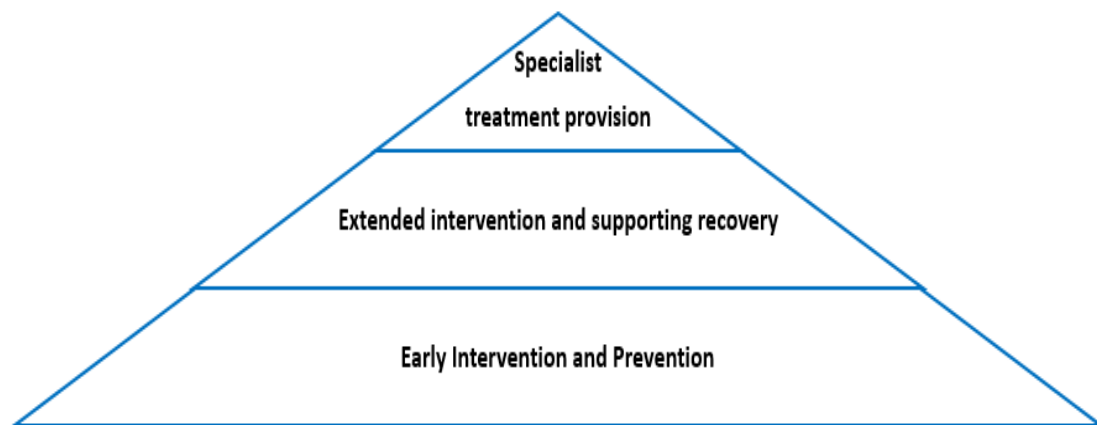 Specialist
treatment provision
Extended intervention and supporting recovery
Early Intervention and Prevention